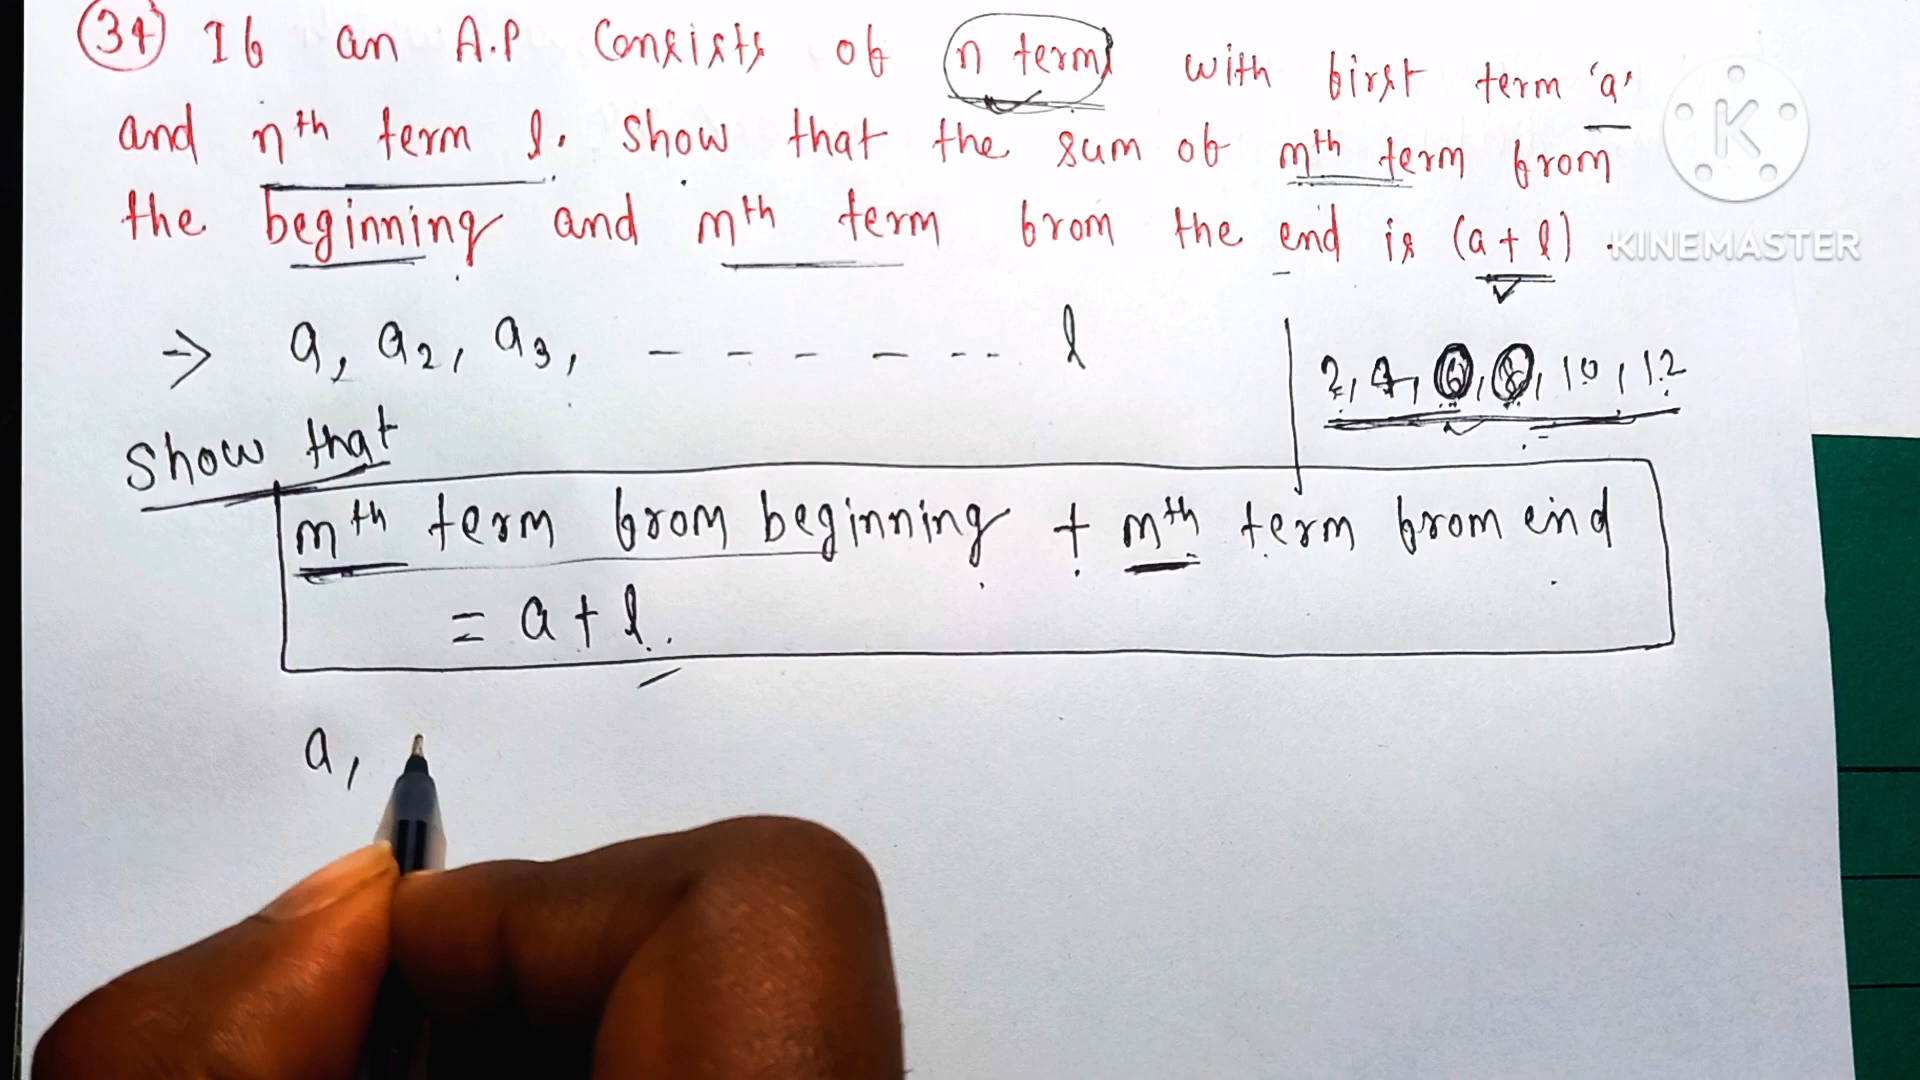 34 If an A.P Consists of n terms with first term 'a'
and nth term l. Show that the sum of mth term from
the beginning and mth term from the end is (a + l).
K
KINEMASTER
⇒ a, a2, a3, - - - - - - - l
2, 4, 6, 8, 10, 12
Show that
mth term from beginning + mth term from end
= a + l.
a,